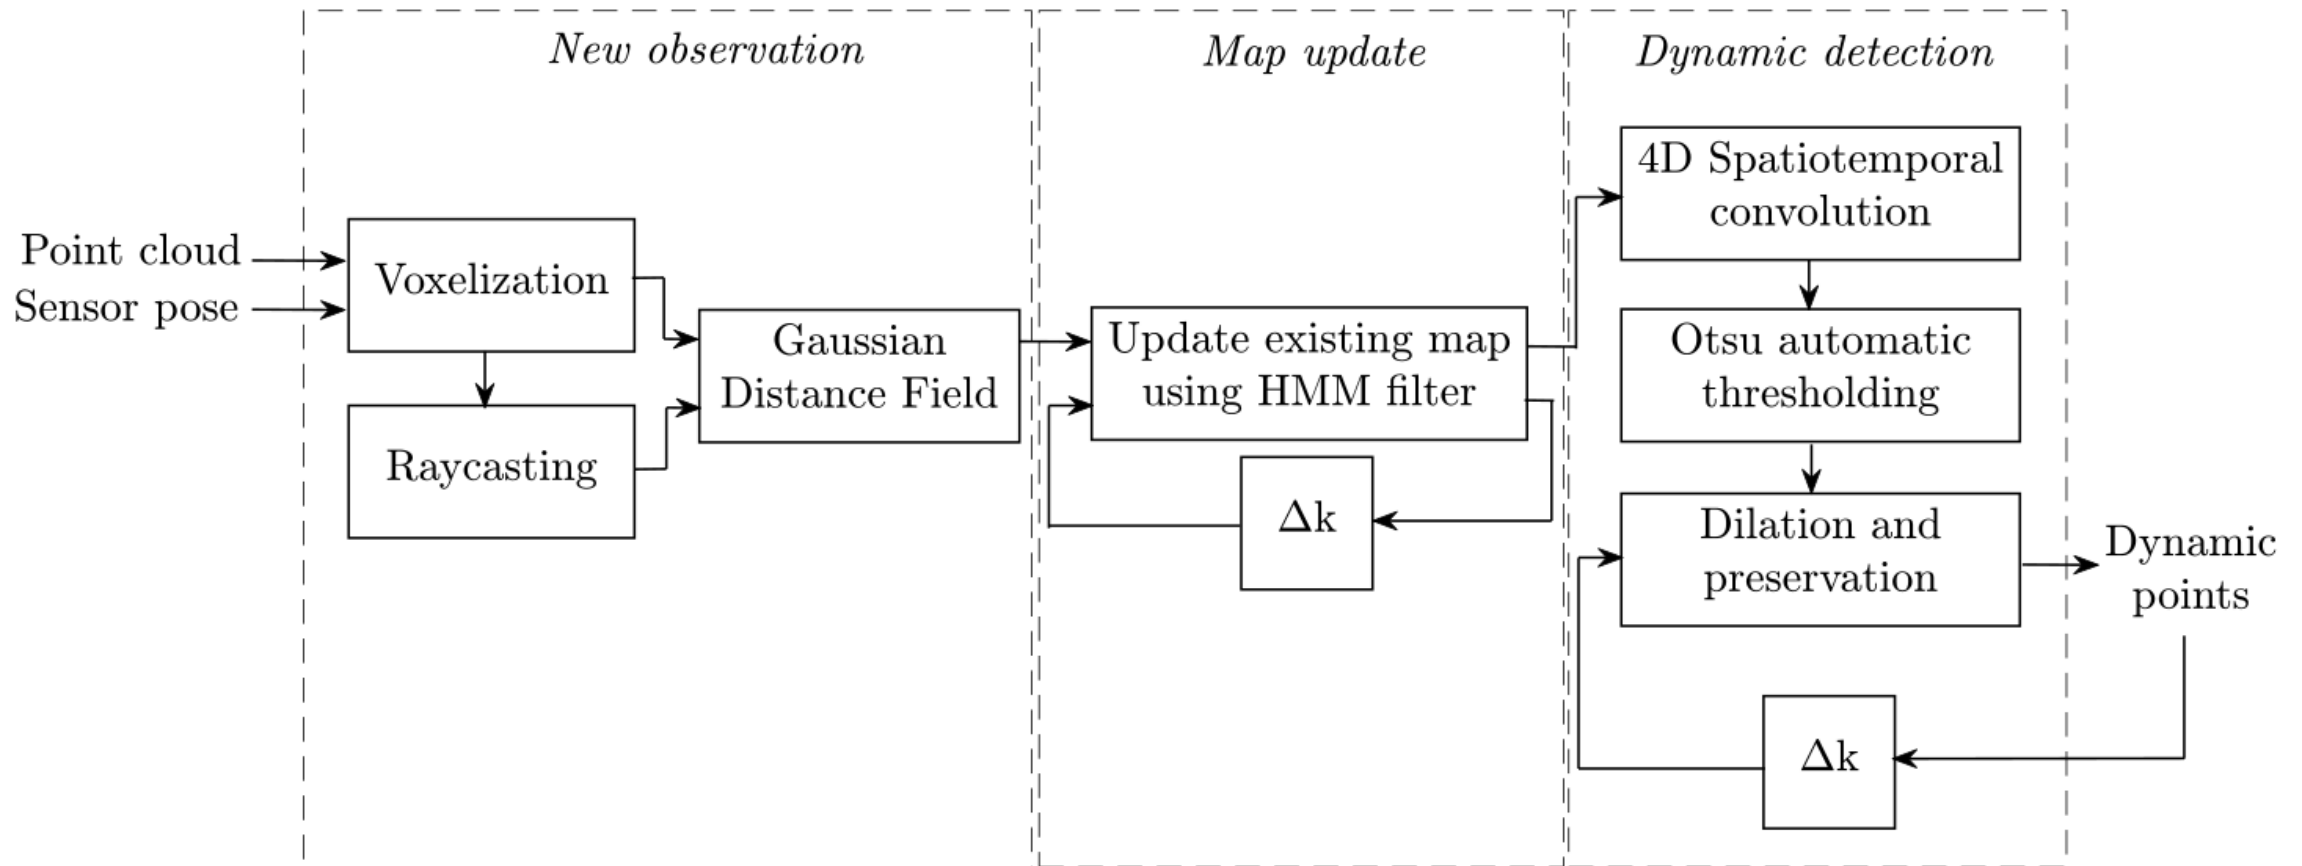 New observation
Map update
Dynamic detection
Point cloud
Sensor pose
Voxelization
Raycasting
Gaussian
Distance Field
Update existing map
using HMM filter
Δk
4D Spatiotemporal
convolution
Otsu automatic
thresholding
Dilation and
preservation
Δk
Dynamic
points